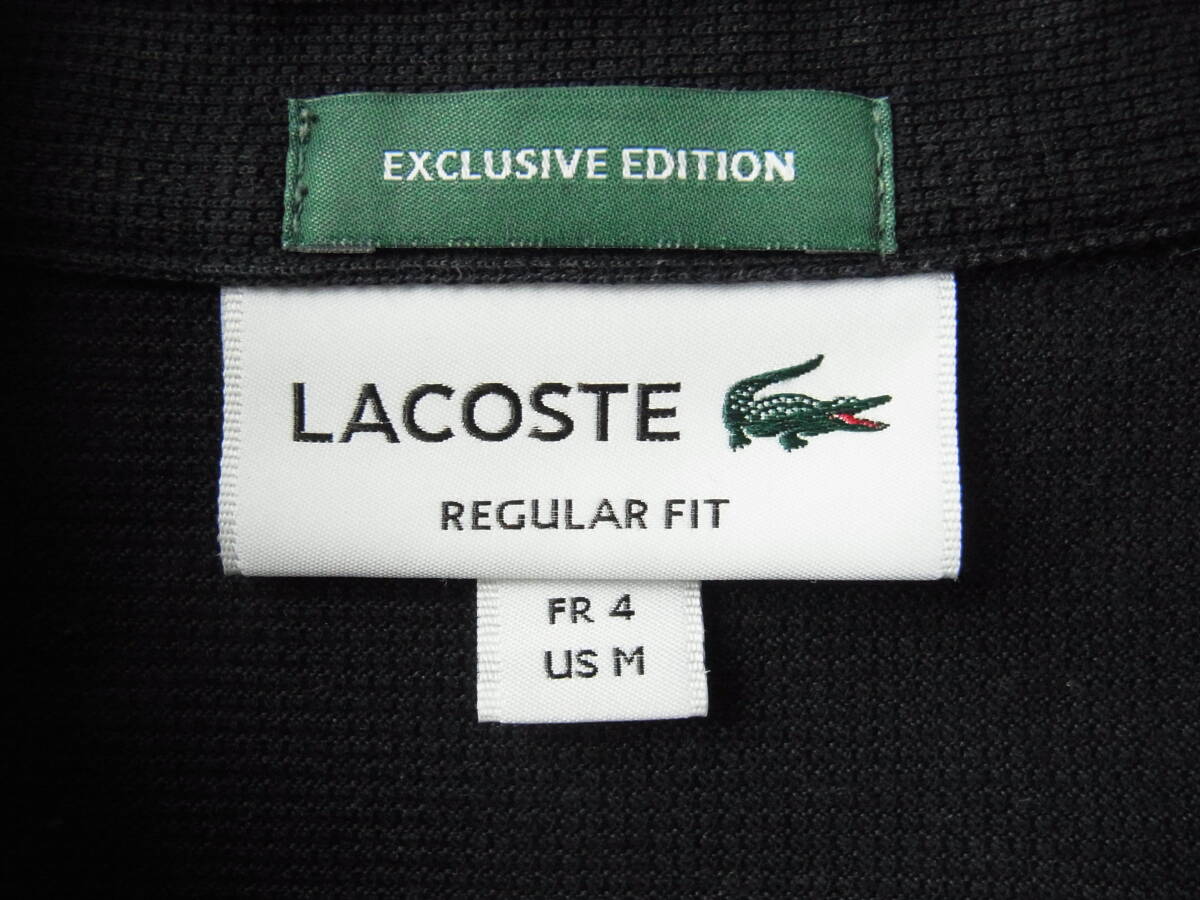 EXCLUSIVE EDITION
LACOSTE
REGULAR FIT
FR 4
US M